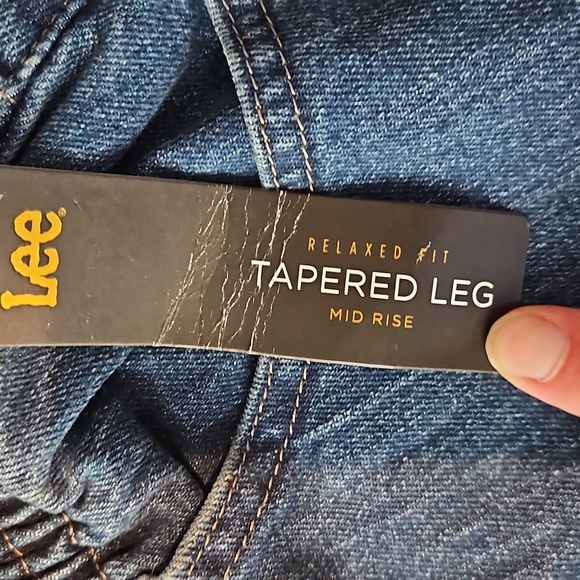 Lee®
RELAXED FIT
TAPERED LEG
MID RISE